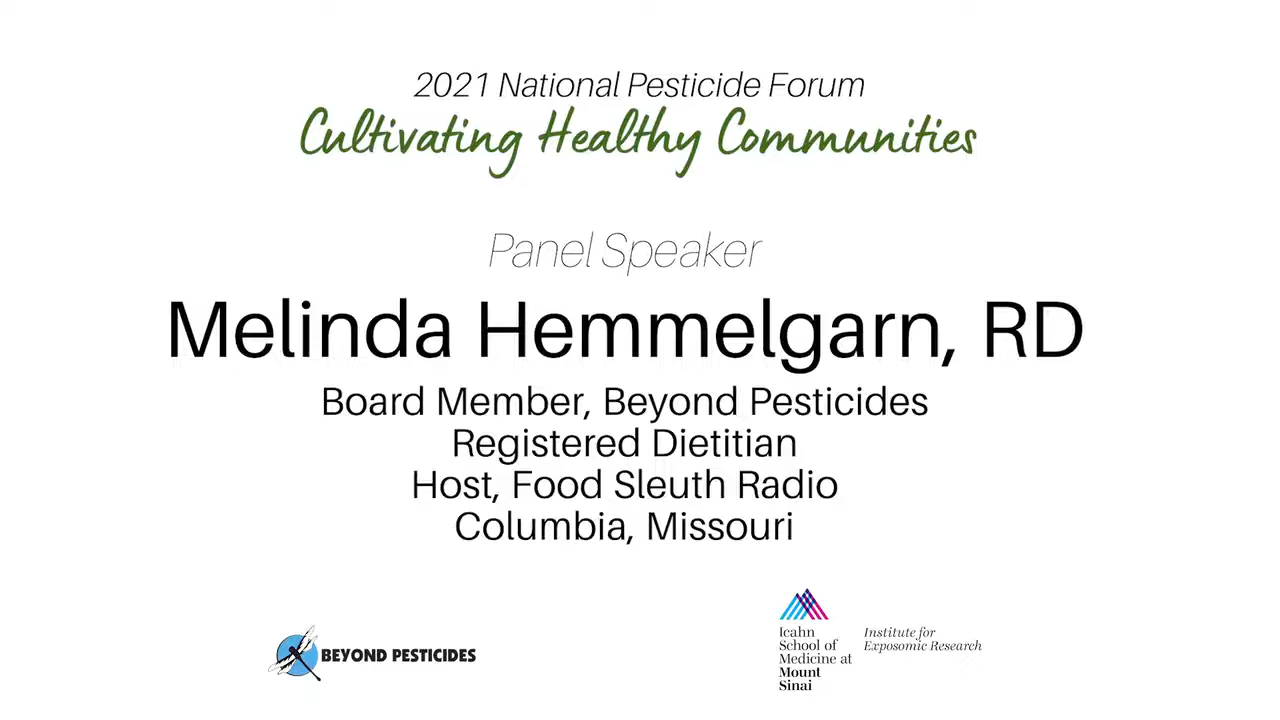 2021 National Pesticide Forum
Cultivating Healthy Communities
Panel Speaker
Melinda Hemmelgarn, RD
Board Member, Beyond Pesticides
Registered Dietitian
Host, Food Sleuth Radio
Columbia, Missouri
BEYOND PESTICIDES
Icahn
School of
Medicine at
Mount
Sinai
Institute for
Exposomic Research